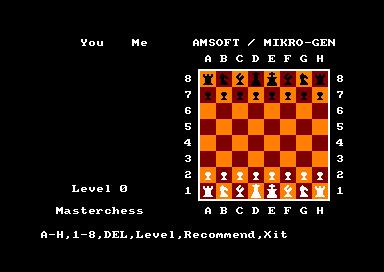 You Me AMSOFT / MIKRO-GEN
A B C D E F G H
8 8
7 7
6 6
5 5
4 4
3 3
2 2
Level 0
1 1
Masterchess A B C D E F G H
A-H,1-8,DEL,Level,Recommend,Xit